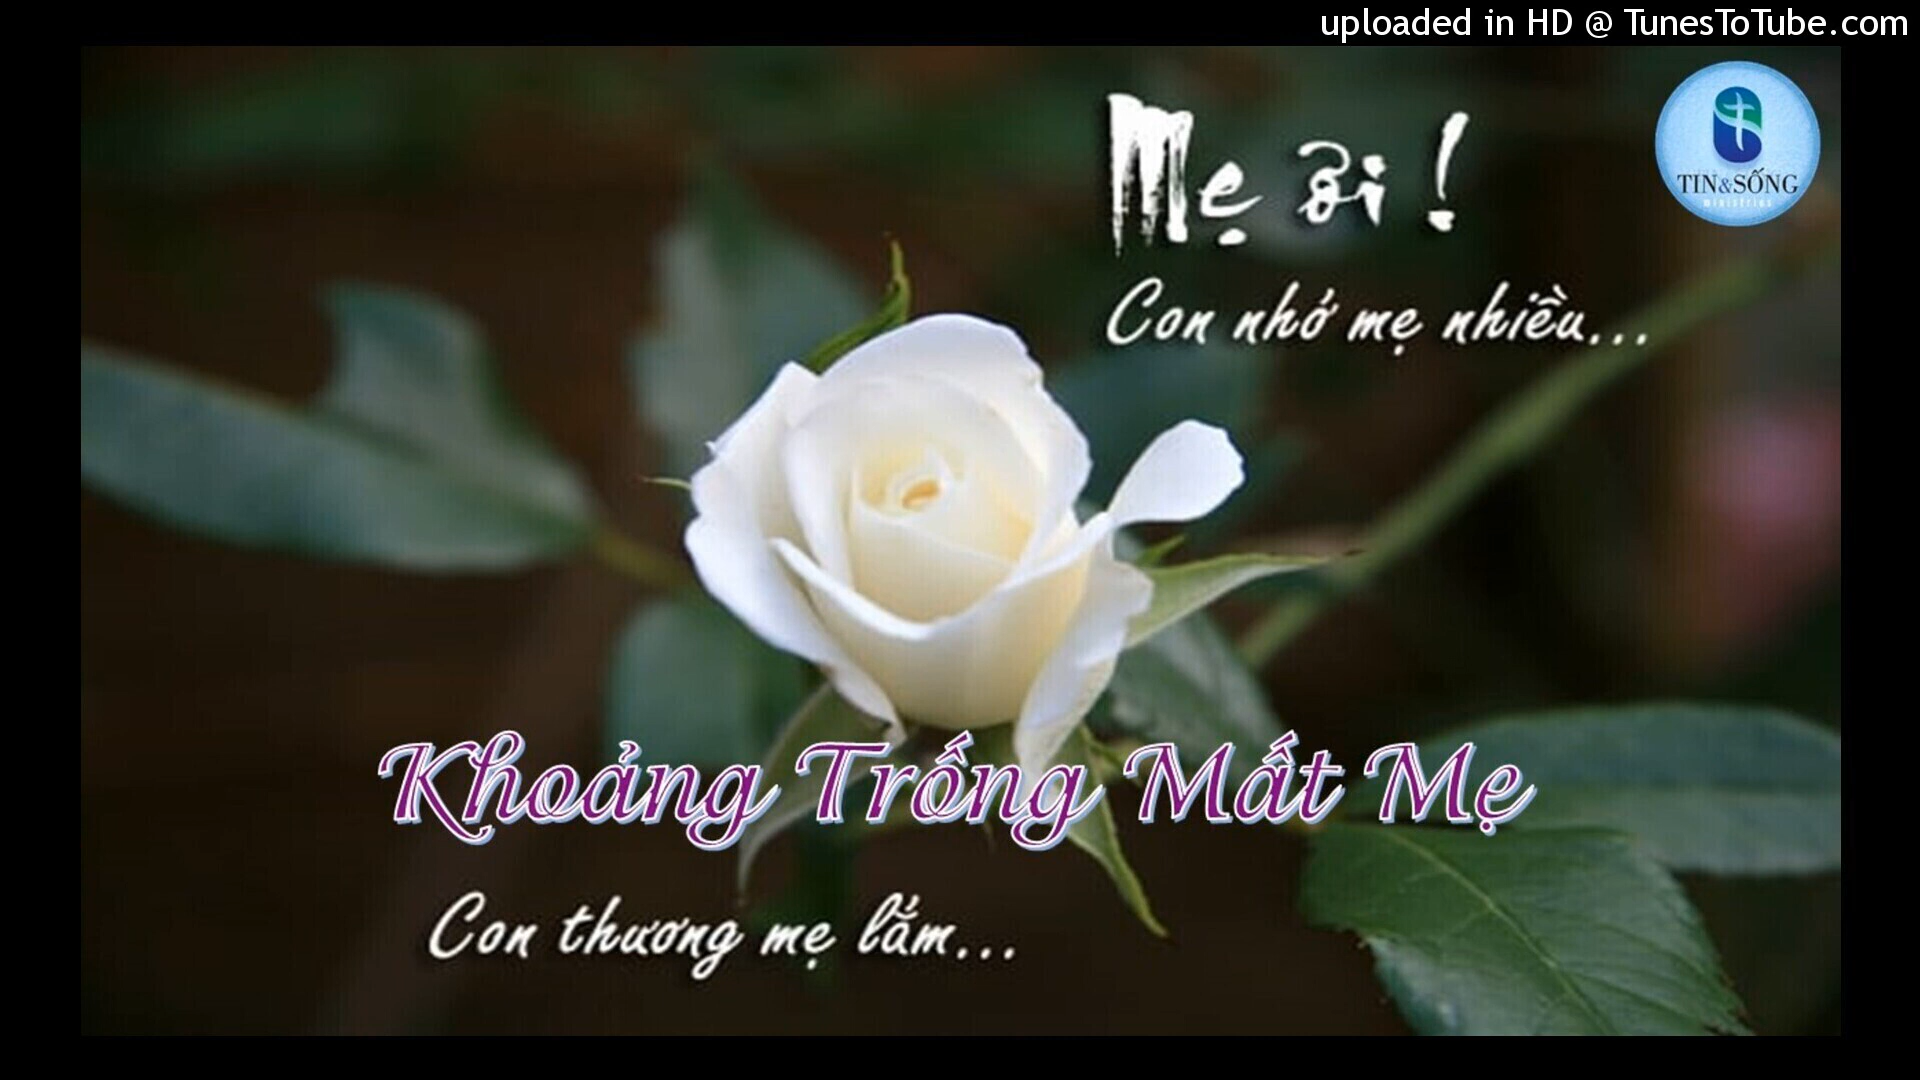 uploaded in HD @ TunesToTube.com
Mẹ ơi !
TIN&SỐNG
ministries
Con nhớ mẹ nhiều...
Khoảng Trống Mất Mẹ
Con thương mẹ lắm...